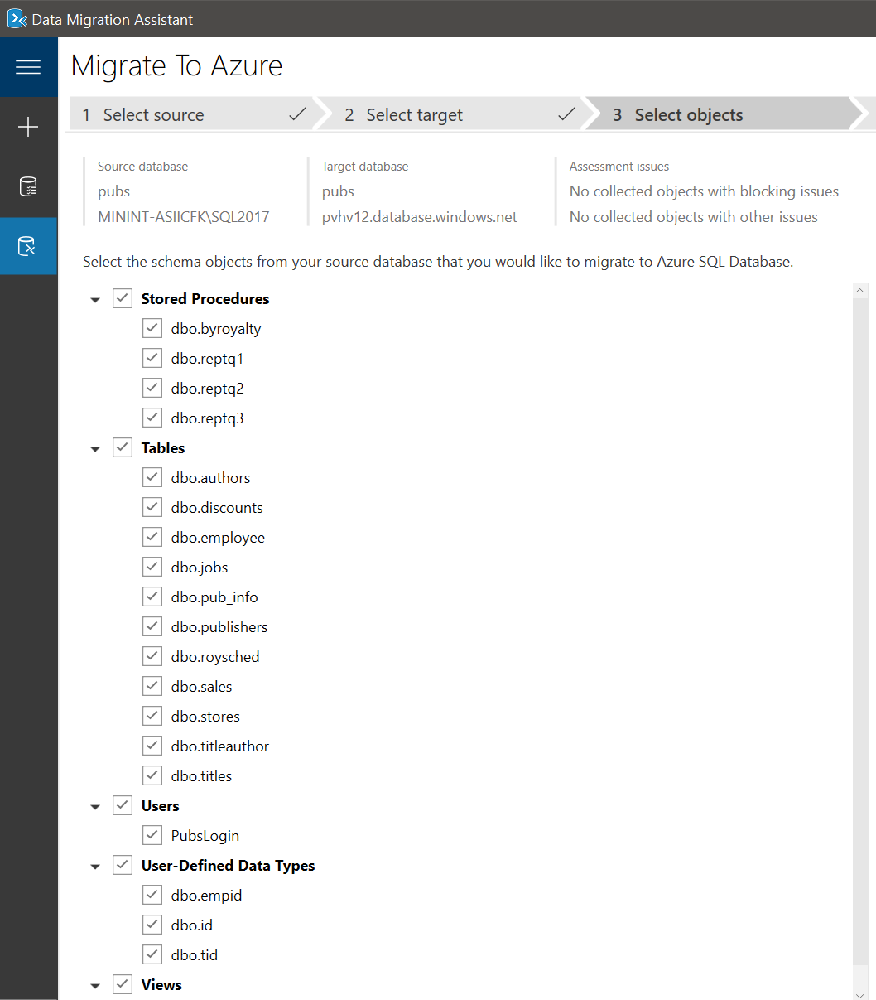 Data Migration Assistant
Migrate To Azure
1 Select source
2 Select target
3 Select objects
Source database
pubs
MININT-ASIICFK\SQL2017
Target database
pubs
pvhv12.database.windows.net
Assessment issues
No collected objects with blocking issues
No collected objects with other issues
Select the schema objects from your source database that you would like to migrate to Azure SQL Database.
Stored Procedures
dbo.byroyalty
dbo.reptq1
dbo.reptq2
dbo.reptq3
Tables
dbo.authors
dbo.discounts
dbo.employee
dbo.jobs
dbo.pub_info
dbo.publishers
dbo.roysched
dbo.sales
dbo.stores
dbo.titleauthor
dbo.titles
Users
PubsLogin
User-Defined Data Types
dbo.empid
dbo.id
dbo.tid
Views